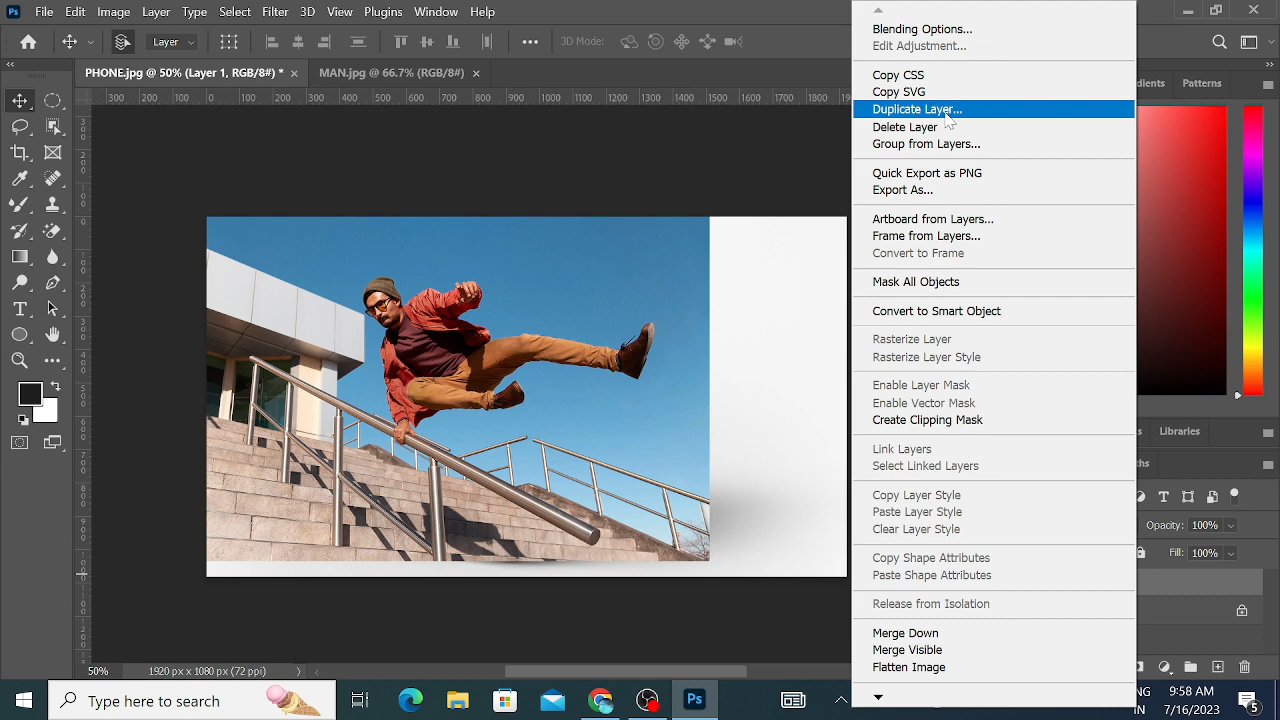 Ps File Edit Image Layer Type Select Filter 3D View Plugins Window Help
Layer 3D Mode:
PHONE.jpg @ 50% (Layer 1, RGB/8#) * × MAN.jpg @ 66.7% (RGB/8#) ×
300 200 100 0 100 200 300 400 500 600 700 800 900 1000 1100 1200 1300 1400 1500
Blending Options...
Edit Adjustment...
Copy CSS
Copy SVG
Duplicate Layer...
Delete Layer
Group from Layers...
Quick Export as PNG
Export As...
Artboard from Layers...
Frame from Layers...
Convert to Frame
Mask All Objects
Convert to Smart Object
Rasterize Layer
Rasterize Layer Style
Enable Layer Mask
Enable Vector Mask
Create Clipping Mask
Link Layers
Select Linked Layers
Copy Layer Style
Paste Layer Style
Clear Layer Style
Copy Shape Attributes
Paste Shape Attributes
Release from Isolation
Merge Down
Merge Visible
Flatten Image
Patterns
Libraries
Opacity: 100%
Fill: 100%
50% 1920 px x 1080 px (72 ppi)
Type here to search
Ps
9:56
IN 7/16/2023 5